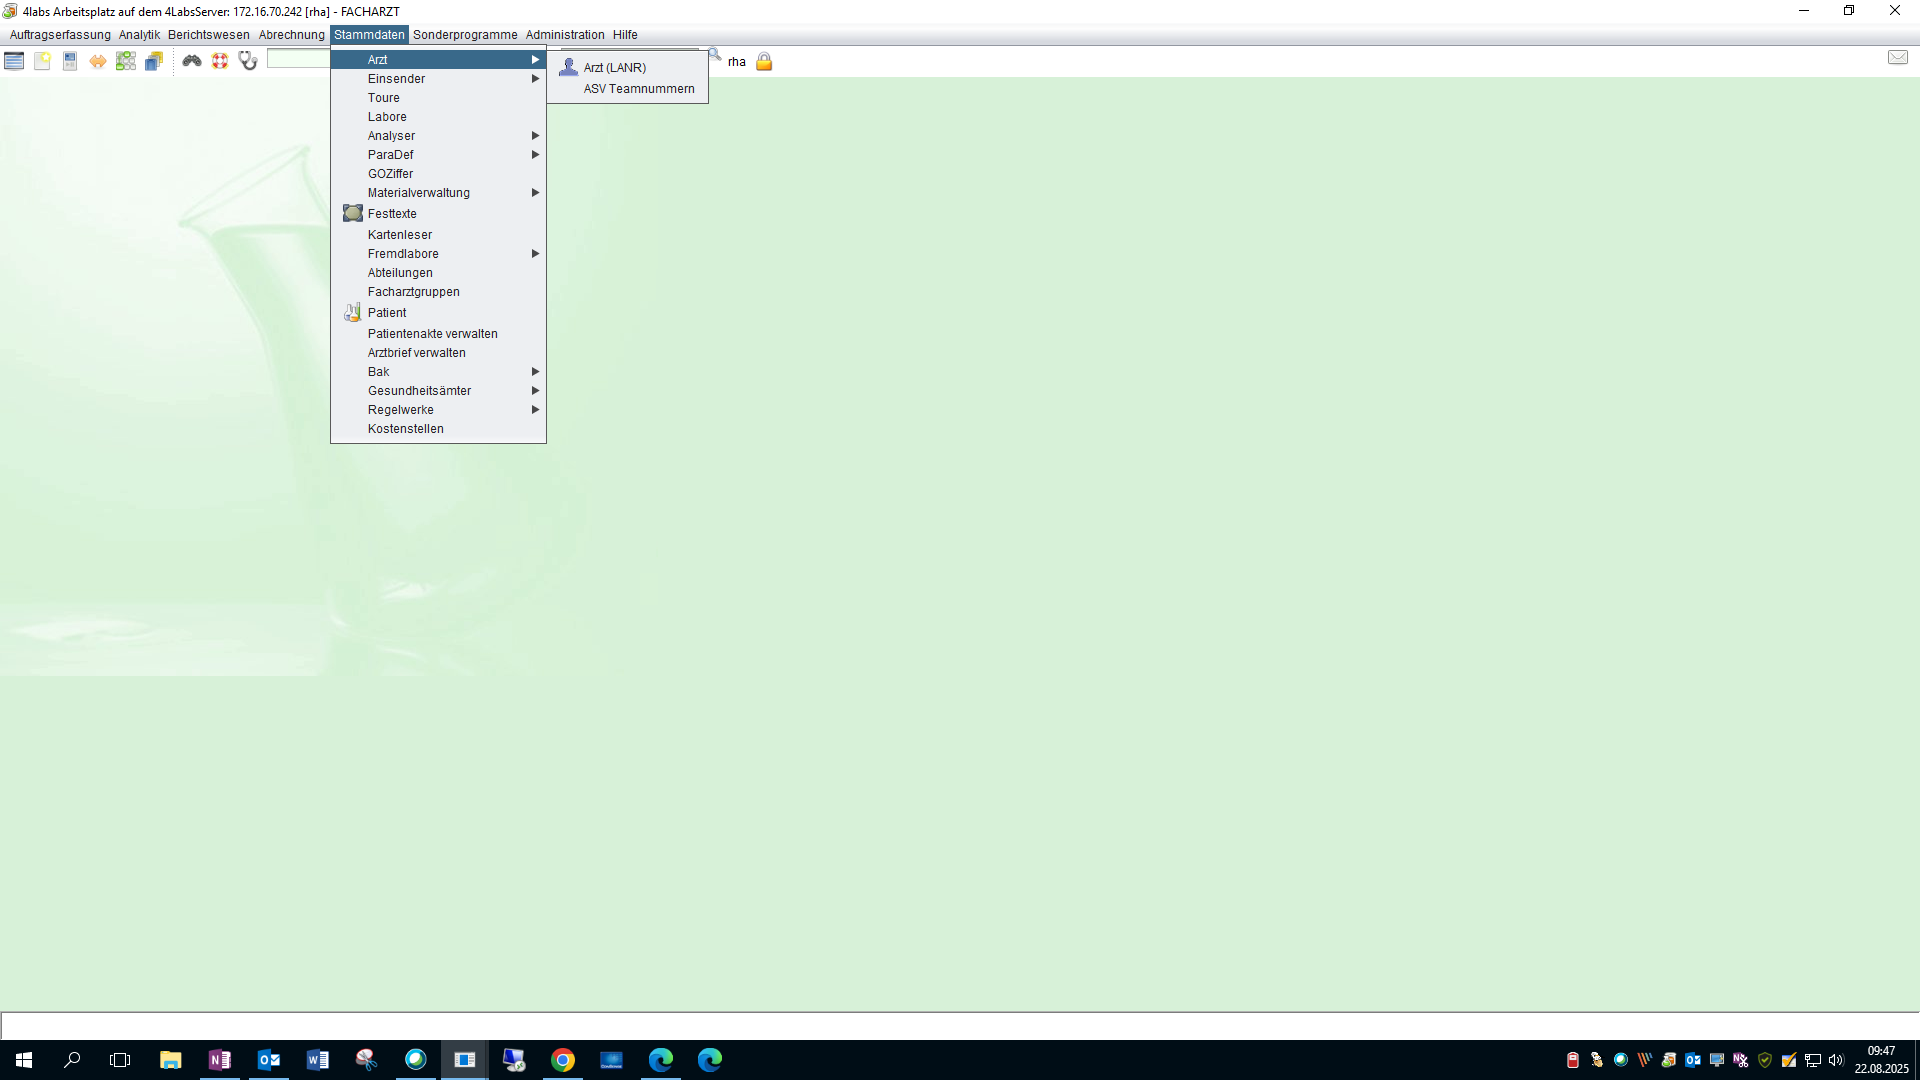 4labs Arbeitsplatz auf dem 4LabsServer: 172.16.70.242 [rha] - FACHARZT
Auftragserfassung Analytik Berichtswesen Abrechnung Stammdaten Sonderprogramme Administration Hilfe
rha
Arzt
Arzt (LANR)
ASV Teamnummern
Einsender
Toure
Labore
Analyser
ParaDef
GOZiffer
Materialverwaltung
Festtexte
Kartenleser
Fremdlabore
Abteilungen
Facharztgruppen
Patient
Patientenakte verwalten
Arztbrief verwalten
Bak
Gesundheitsämter
Regelwerke
Kostenstellen
09:47
22.08.2025